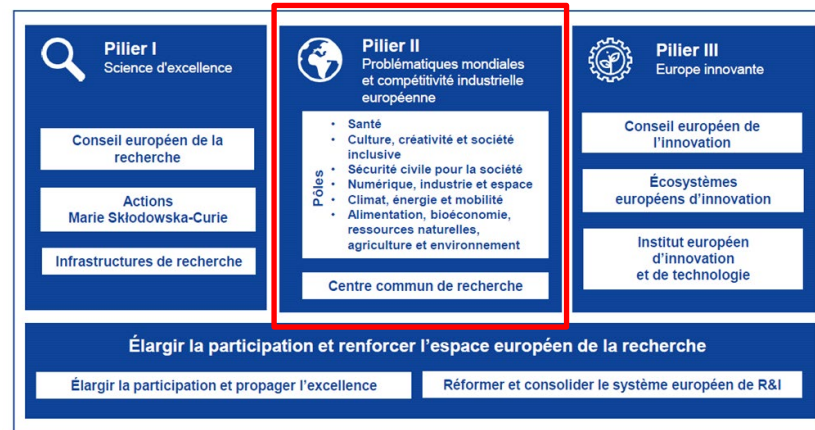 Pilier I
Science d'excellence
Conseil européen de la
recherche
Actions
Marie Skłodowska-Curie
Infrastructures de recherche
Pilier II
Problématiques mondiales
et compétitivité industrielle
européenne
Pôles
• Santé
• Culture, créativité et société
inclusive
• Sécurité civile pour la société
• Numérique, industrie et espace
• Climat, énergie et mobilité
• Alimentation, bioéconomie,
ressources naturelles,
agriculture et environnement
Centre commun de recherche
Pilier III
Europe innovante
Conseil européen de
l'innovation
Écosystèmes
européens d'innovation
Institut européen
d'innovation
et de technologie
Élargir la participation et renforcer l'espace européen de la recherche
Élargir la participation et propager l'excellence
Réformer et consolider le système européen de R&I